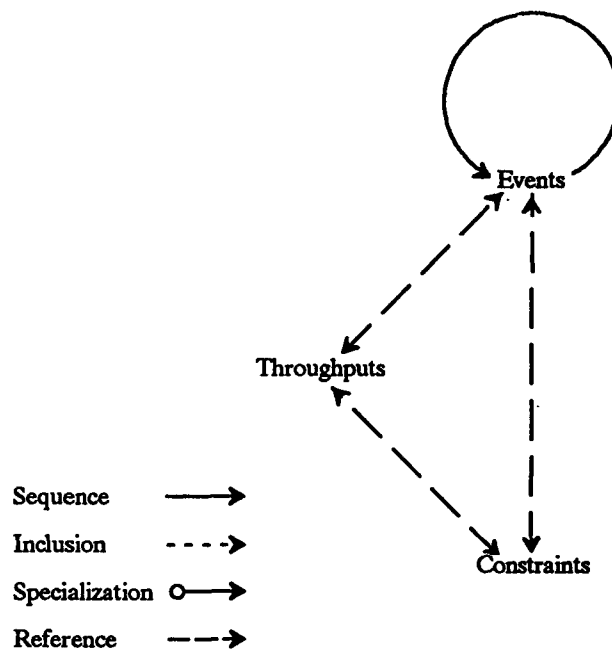 Events
Throughputs
Sequence
Inclusion
Constraints
Specialization
Reference